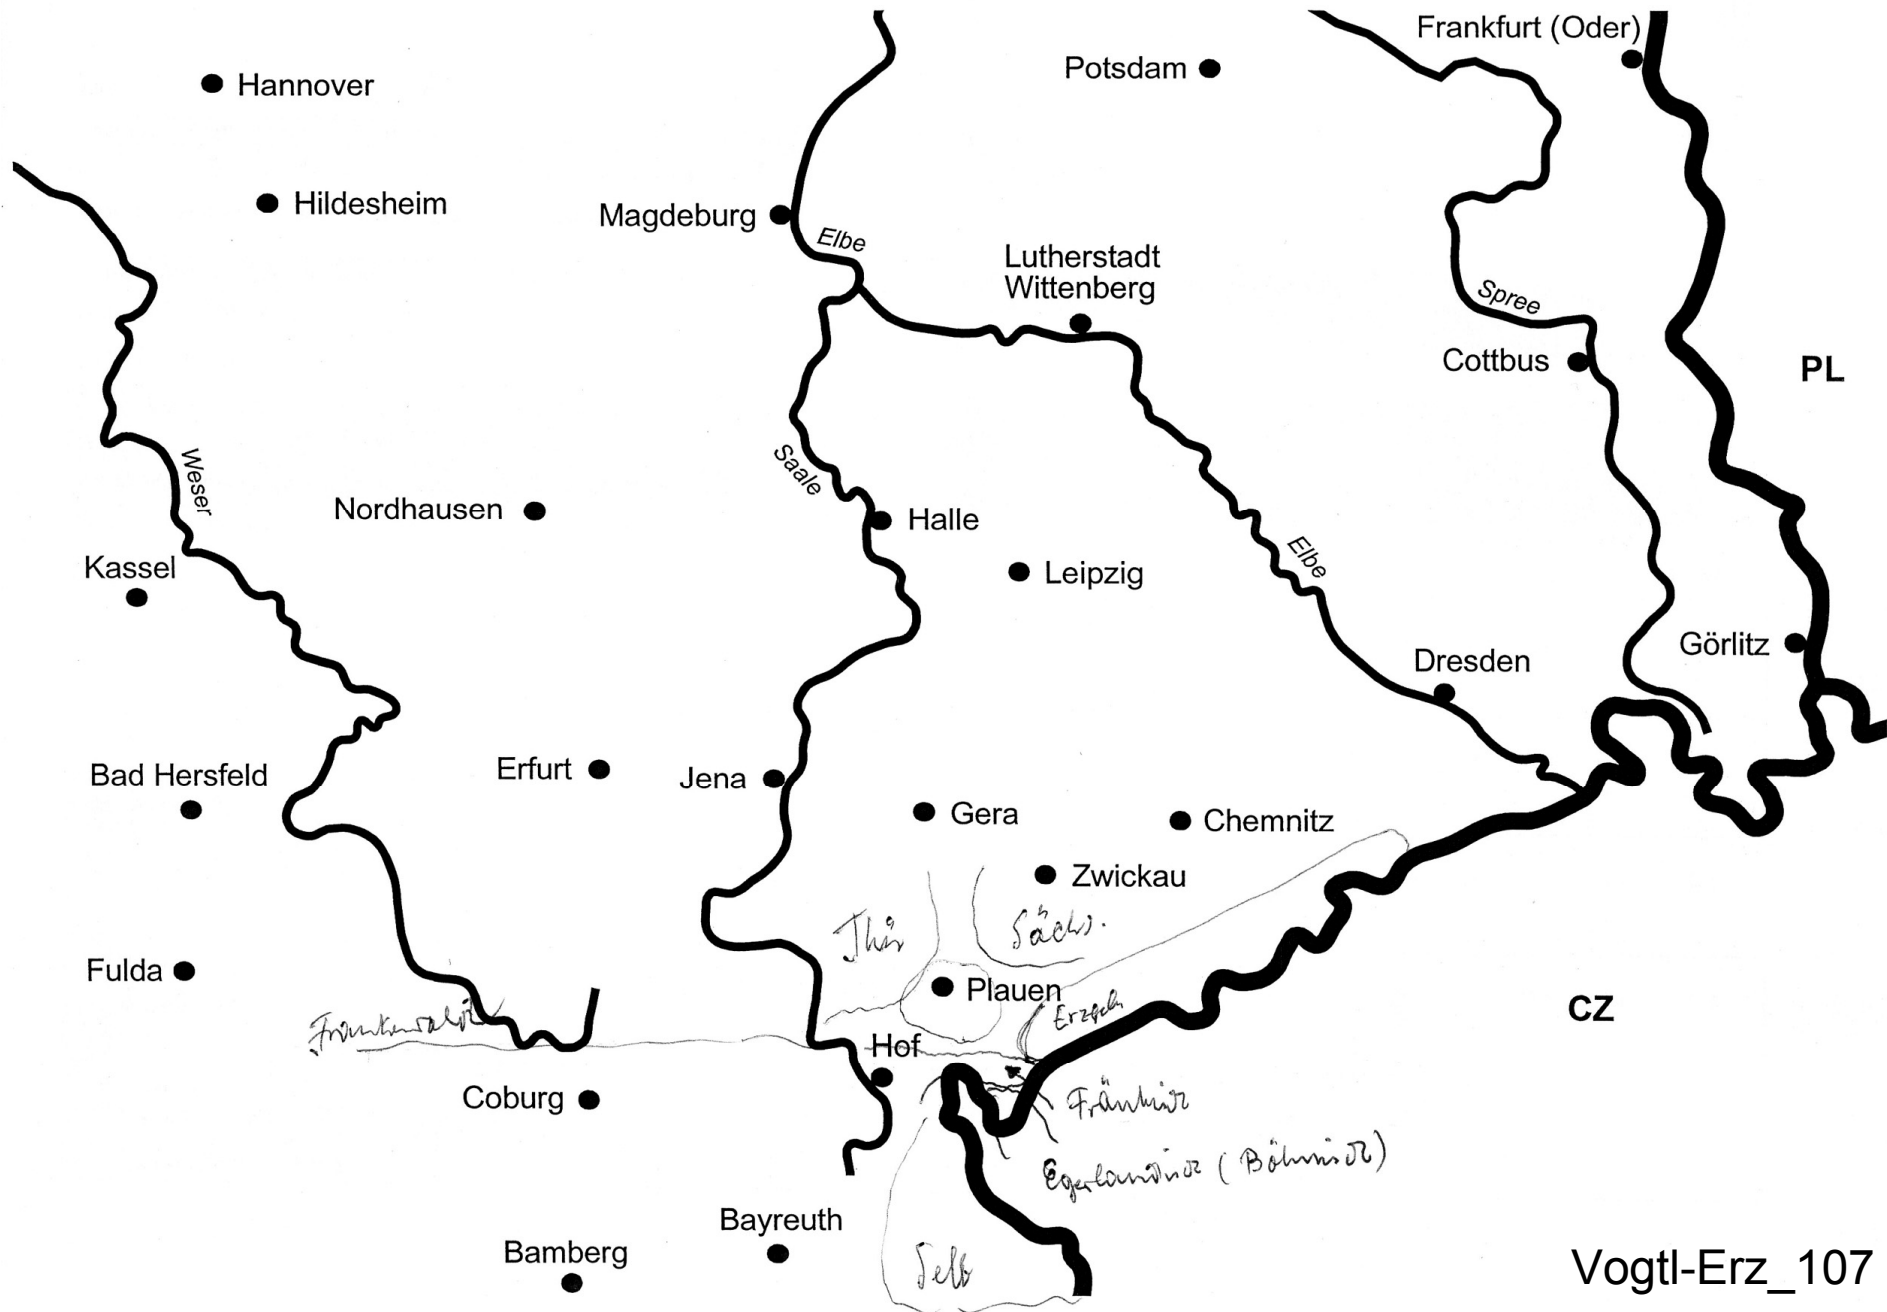 Frankfurt (Oder)
Potsdam
Hannover
Hildesheim
Magdeburg
Elbe
Lutherstadt
Wittenberg
Spree
Cottbus
PL
Weser
Saale
Nordhausen
Halle
Elbe
Kassel
Leipzig
Görlitz
Dresden
Bad Hersfeld
Erfurt
Jena
Gera
Chemnitz
Zwickau
Thür
Sächs.
Fulda
Plauen
CZ
Frankenwald
Erzgeb
Hof
Coburg
Fränkisch
Egerländisch (Böhmisch)
Bayreuth
Bamberg
Selb
Vogtl-Erz_107